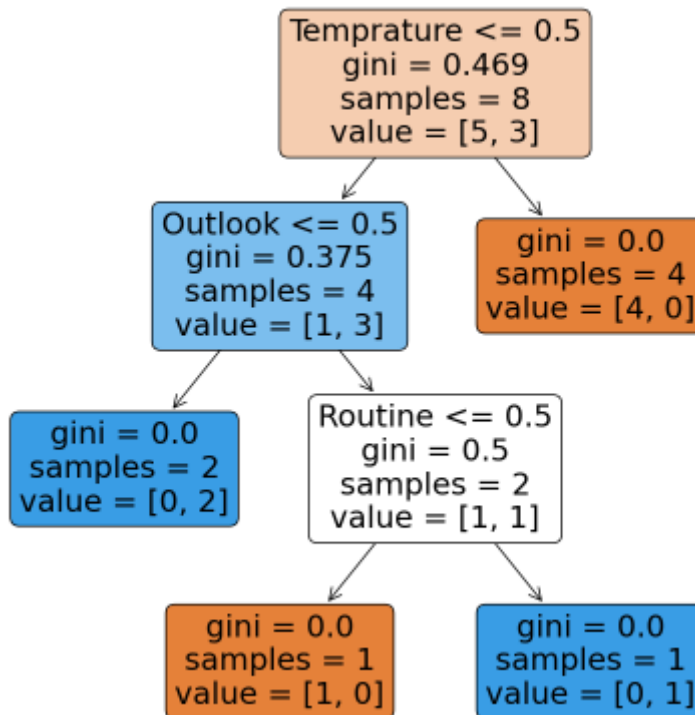 Temprature <= 0.5
gini = 0.469
samples = 8
value = [5, 3]
Outlook <= 0.5
gini = 0.375
samples = 4
value = [1, 3]
gini = 0.0
samples = 4
value = [4, 0]
gini = 0.0
samples = 2
value = [0, 2]
Routine <= 0.5
gini = 0.5
samples = 2
value = [1, 1]
gini = 0.0
samples = 1
value = [1, 0]
gini = 0.0
samples = 1
value = [0, 1]